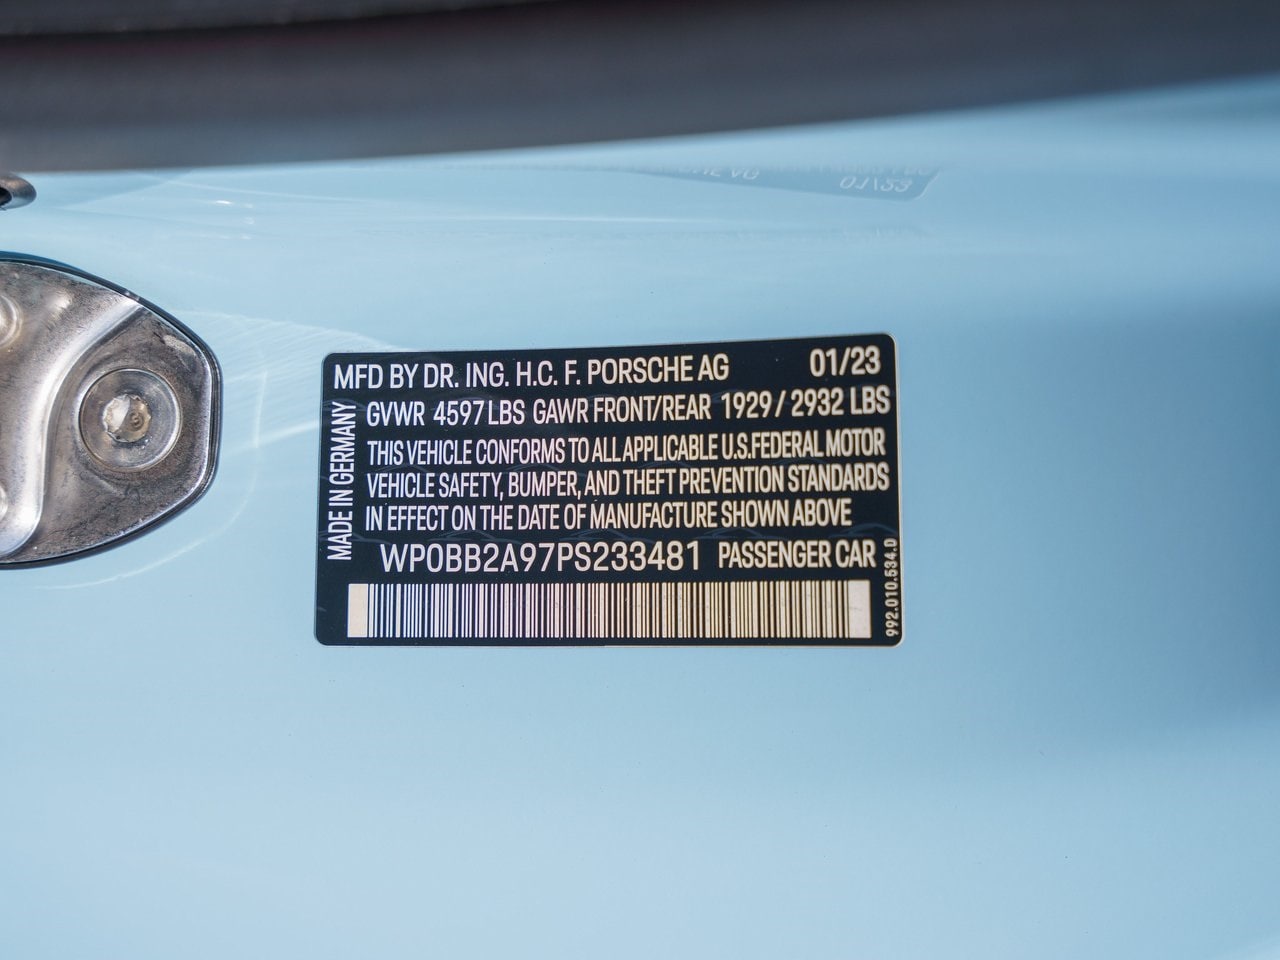 MFD BY DR. ING. H.C. F. PORSCHE AG 01/23
GVWR 4597 LBS GAWR FRONT/REAR 1929 / 2932 LBS
THIS VEHICLE CONFORMS TO ALL APPLICABLE U.S.FEDERAL MOTOR
VEHICLE SAFETY, BUMPER, AND THEFT PREVENTION STANDARDS
IN EFFECT ON THE DATE OF MANUFACTURE SHOWN ABOVE
WP0BB2A97PS233481 PASSENGER CAR
MADE IN GERMANY
992.010.534.D
01/23